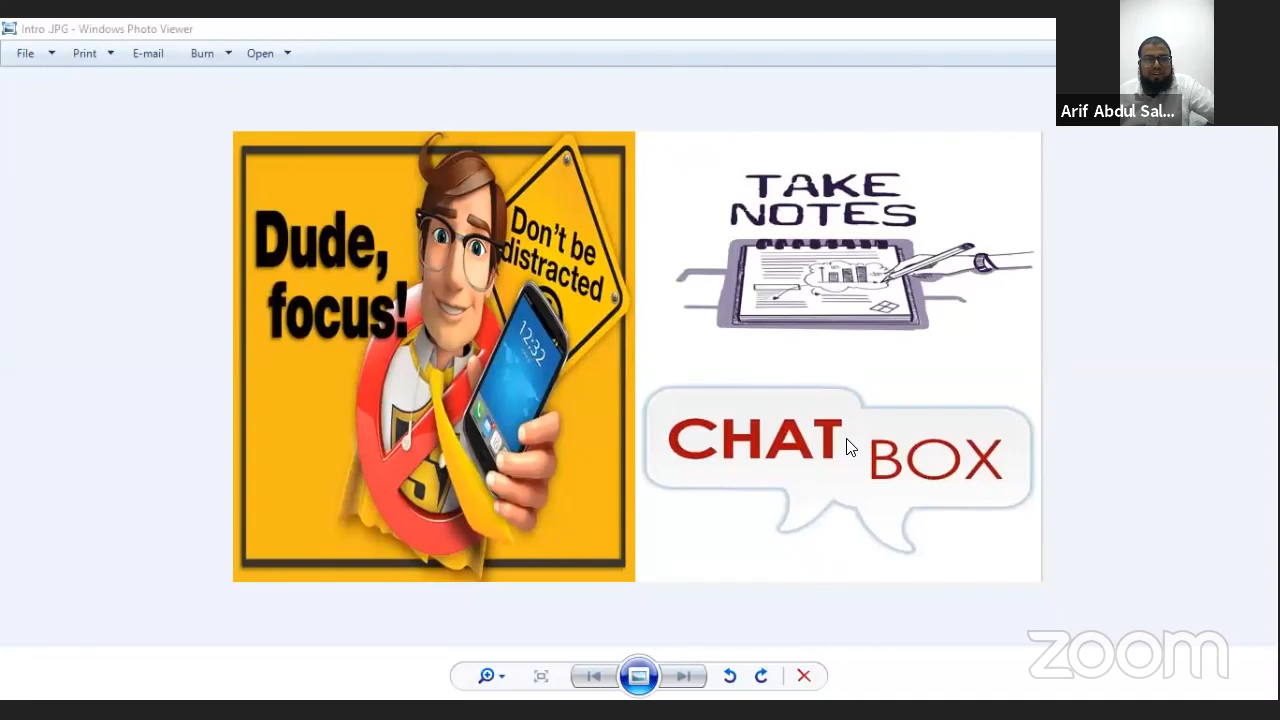 Intro .JPG - Windows Photo Viewer
File Print E-mail Burn Open
Arif Abdul Sal...
Dude,
focus!
Don't be
distracted
12:32
TAKE
NOTES
CHAT
BOX
zoom